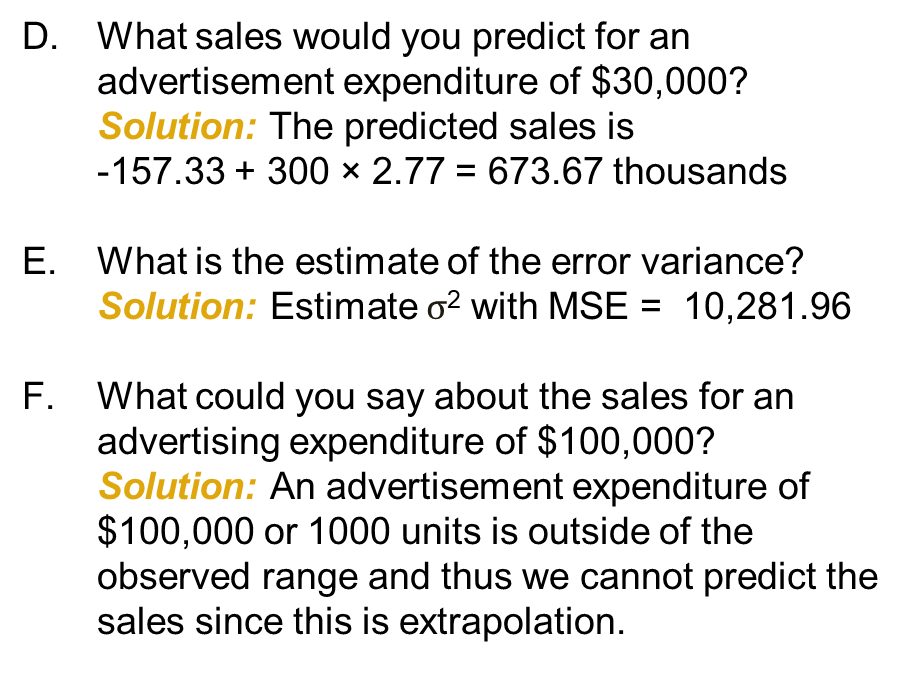 D. What sales would you predict for an
advertisement expenditure of $30,000?
Solution: The predicted sales is
-157.33 + 300 × 2.77 = 673.67 thousands
E. What is the estimate of the error variance?
Solution: Estimate σ² with MSE = 10,281.96
F. What could you say about the sales for an
advertising expenditure of $100,000?
Solution: An advertisement expenditure of
$100,000 or 1000 units is outside of the
observed range and thus we cannot predict the
sales since this is extrapolation.